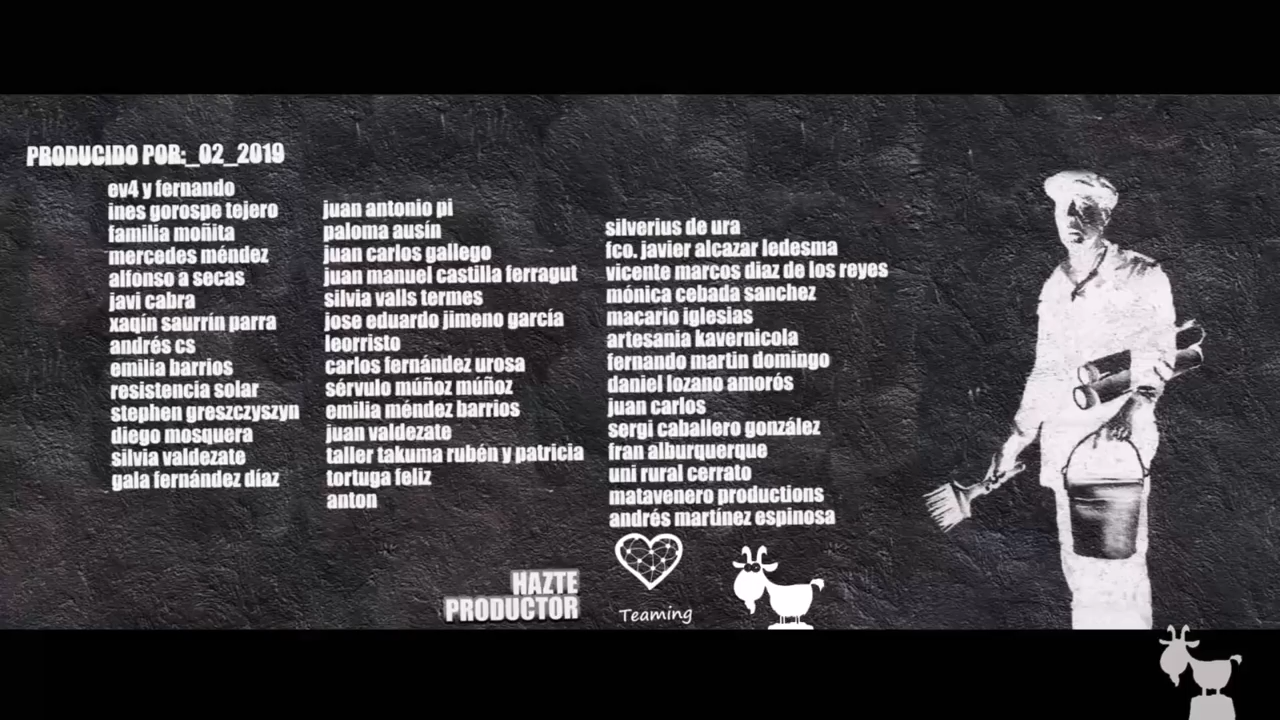 PRODUCIDO POR:_02_2019
ev4 y fernando
ines gorospe tejero
familia moñita
mercedes méndez
alfonso a secas
javi cabra
xaqín saurrín parra
andrés cs
emilia barrios
resistencia solar
stephen greszczyszyn
diego mosquera
silvia valdezate
gala fernández díaz
juan antonio pi
paloma ausín
juan carlos gallego
juan manuel castilla ferragut
silvia valls termes
jose eduardo jimeno garcía
leorristo
carlos fernández urosa
sérvulo múñoz múñoz
emilia méndez barrios
juan valdezate
taller takuma rubén y patricia
tortuga feliz
anton
silverius de ura
fco. javier alcazar ledesma
vicente marcos diaz de los reyes
mónica cebada sanchez
macario iglesias
artesania kavernicola
fernando martin domingo
daniel lozano amorós
juan carlos
sergi caballero gonzález
fran alburquerque
uni rural cerrato
matavenero productions
andrés martínez espinosa
HAZTE
PRODUCTOR
Teaming